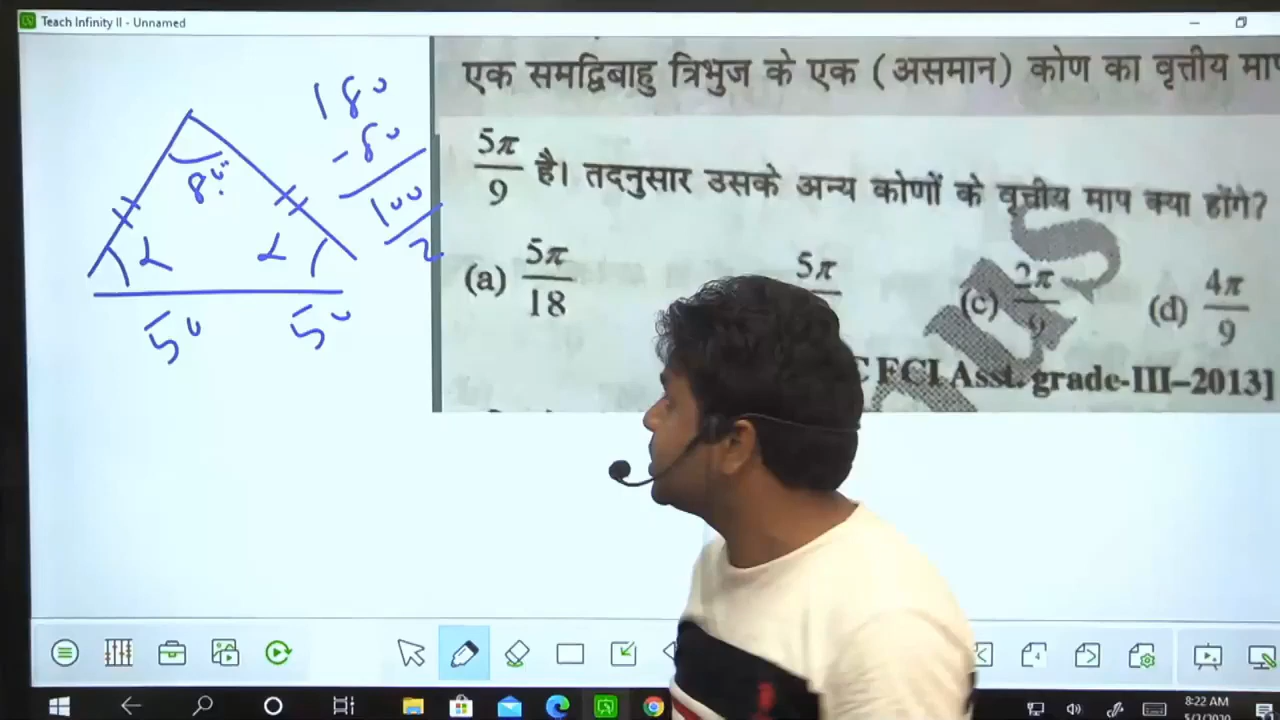 Teach Infinity II - Unnamed
180
-80
100
2
80°
L L
50 50
एक समद्विबाहु त्रिभुज के एक (असमान) कोण का वृत्तीय
5π/9 है। तदनुसार उसके अन्य कोणों के वृत्तीय माप क्या होंगे?
(a) 5π/18 5π (c) 2π/9 (d) 4π/9
FCI Asst. grade-III–2013]
8:22 AM